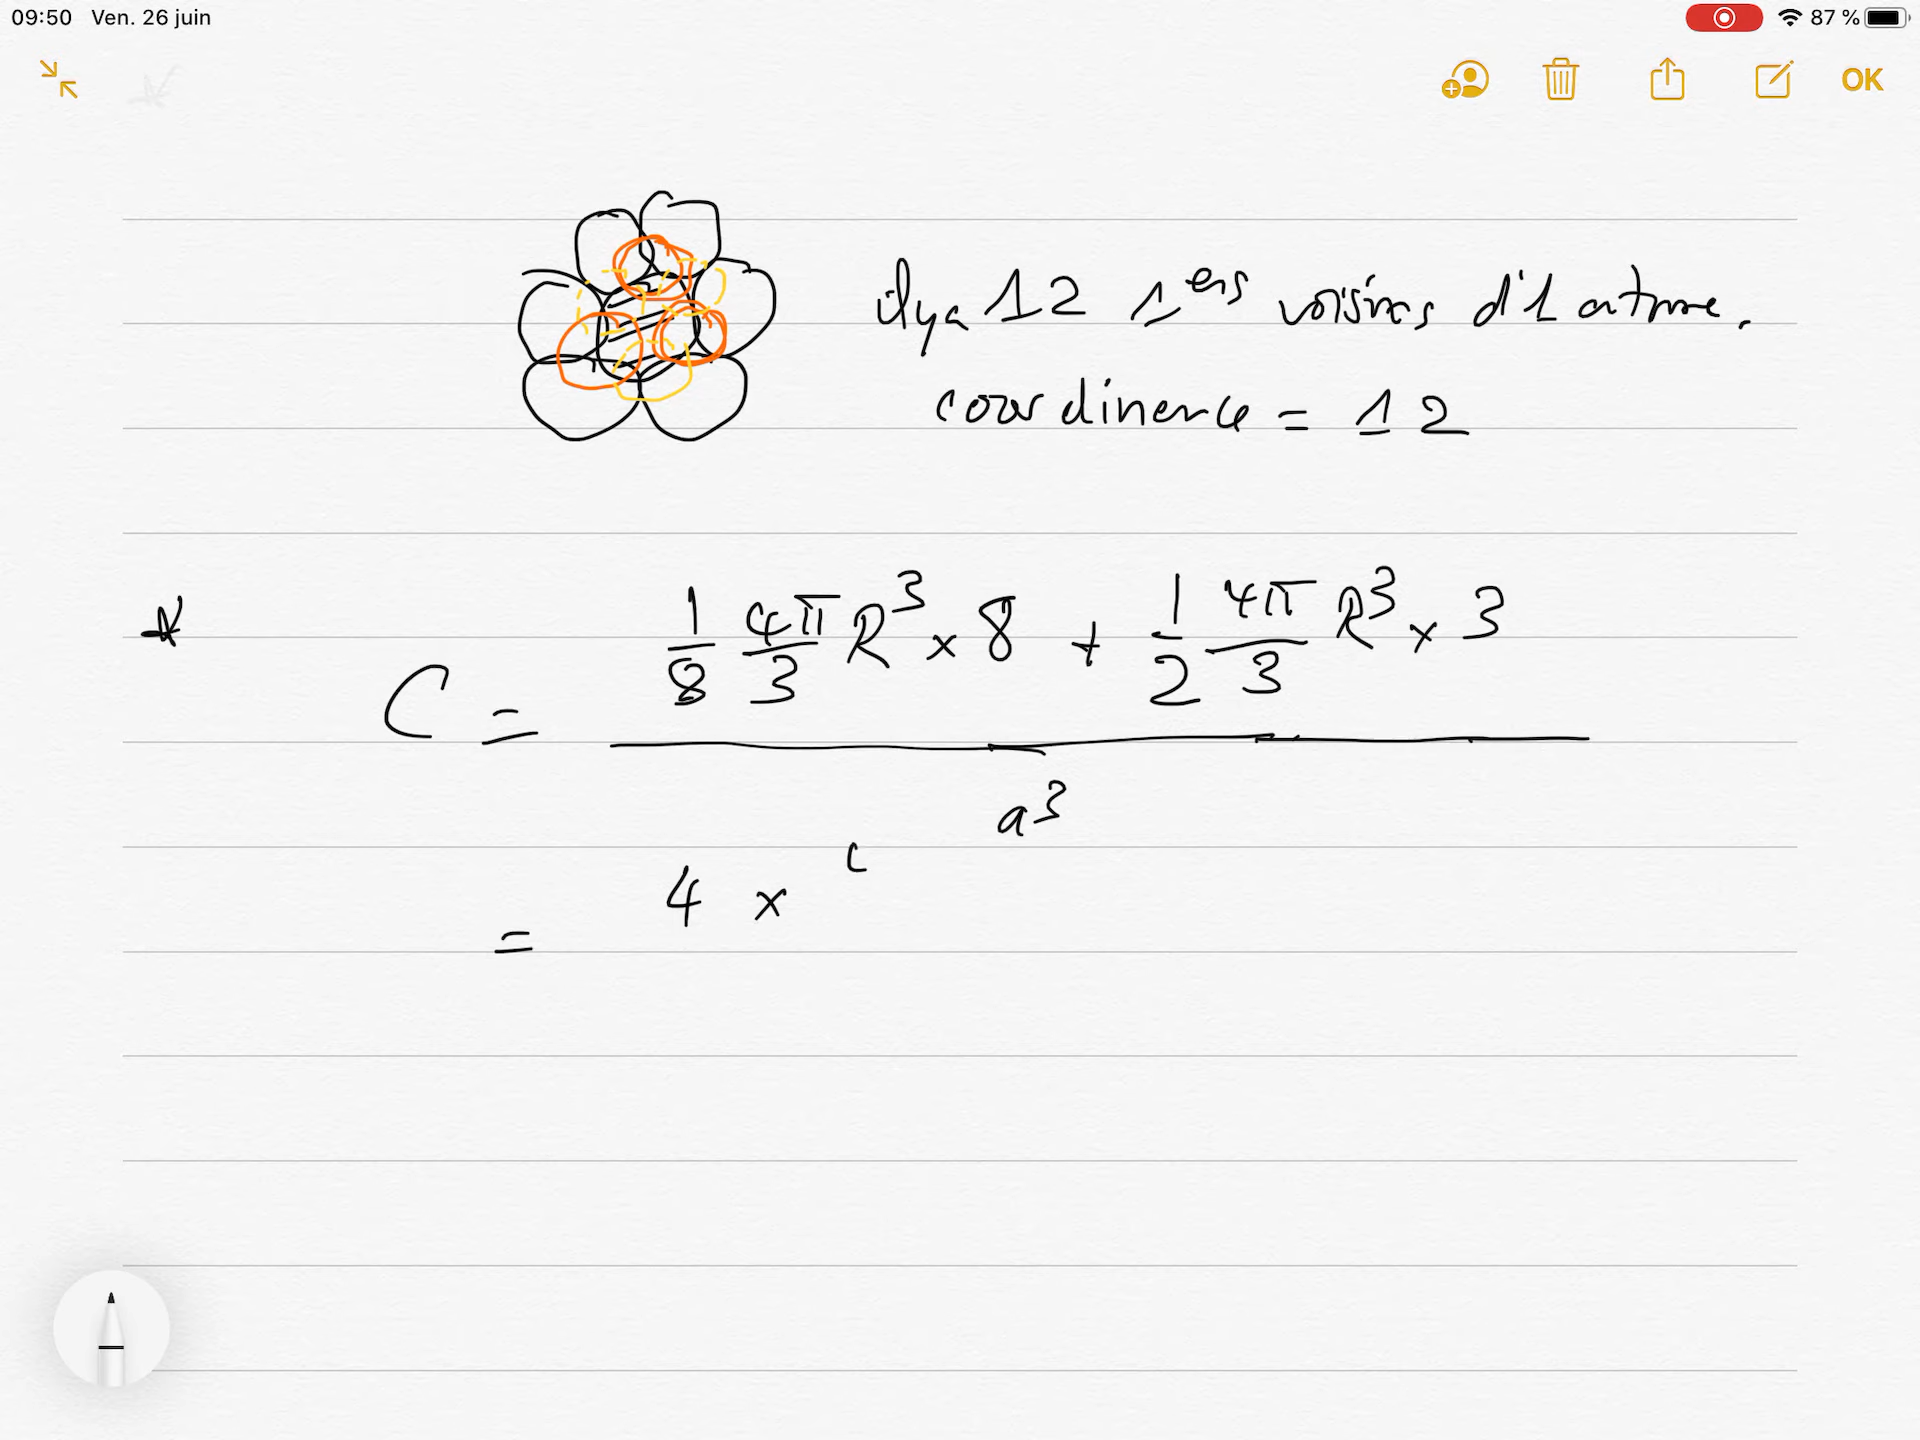 09:50 Ven. 26 juin 87 %
OK
ilya 12 1ers voisins d'1 atome.
coordinence = 12
C = (1/8 4π/3 R³ × 8 + 1/2 4π/3 R³ × 3) / a³
= 4 ×